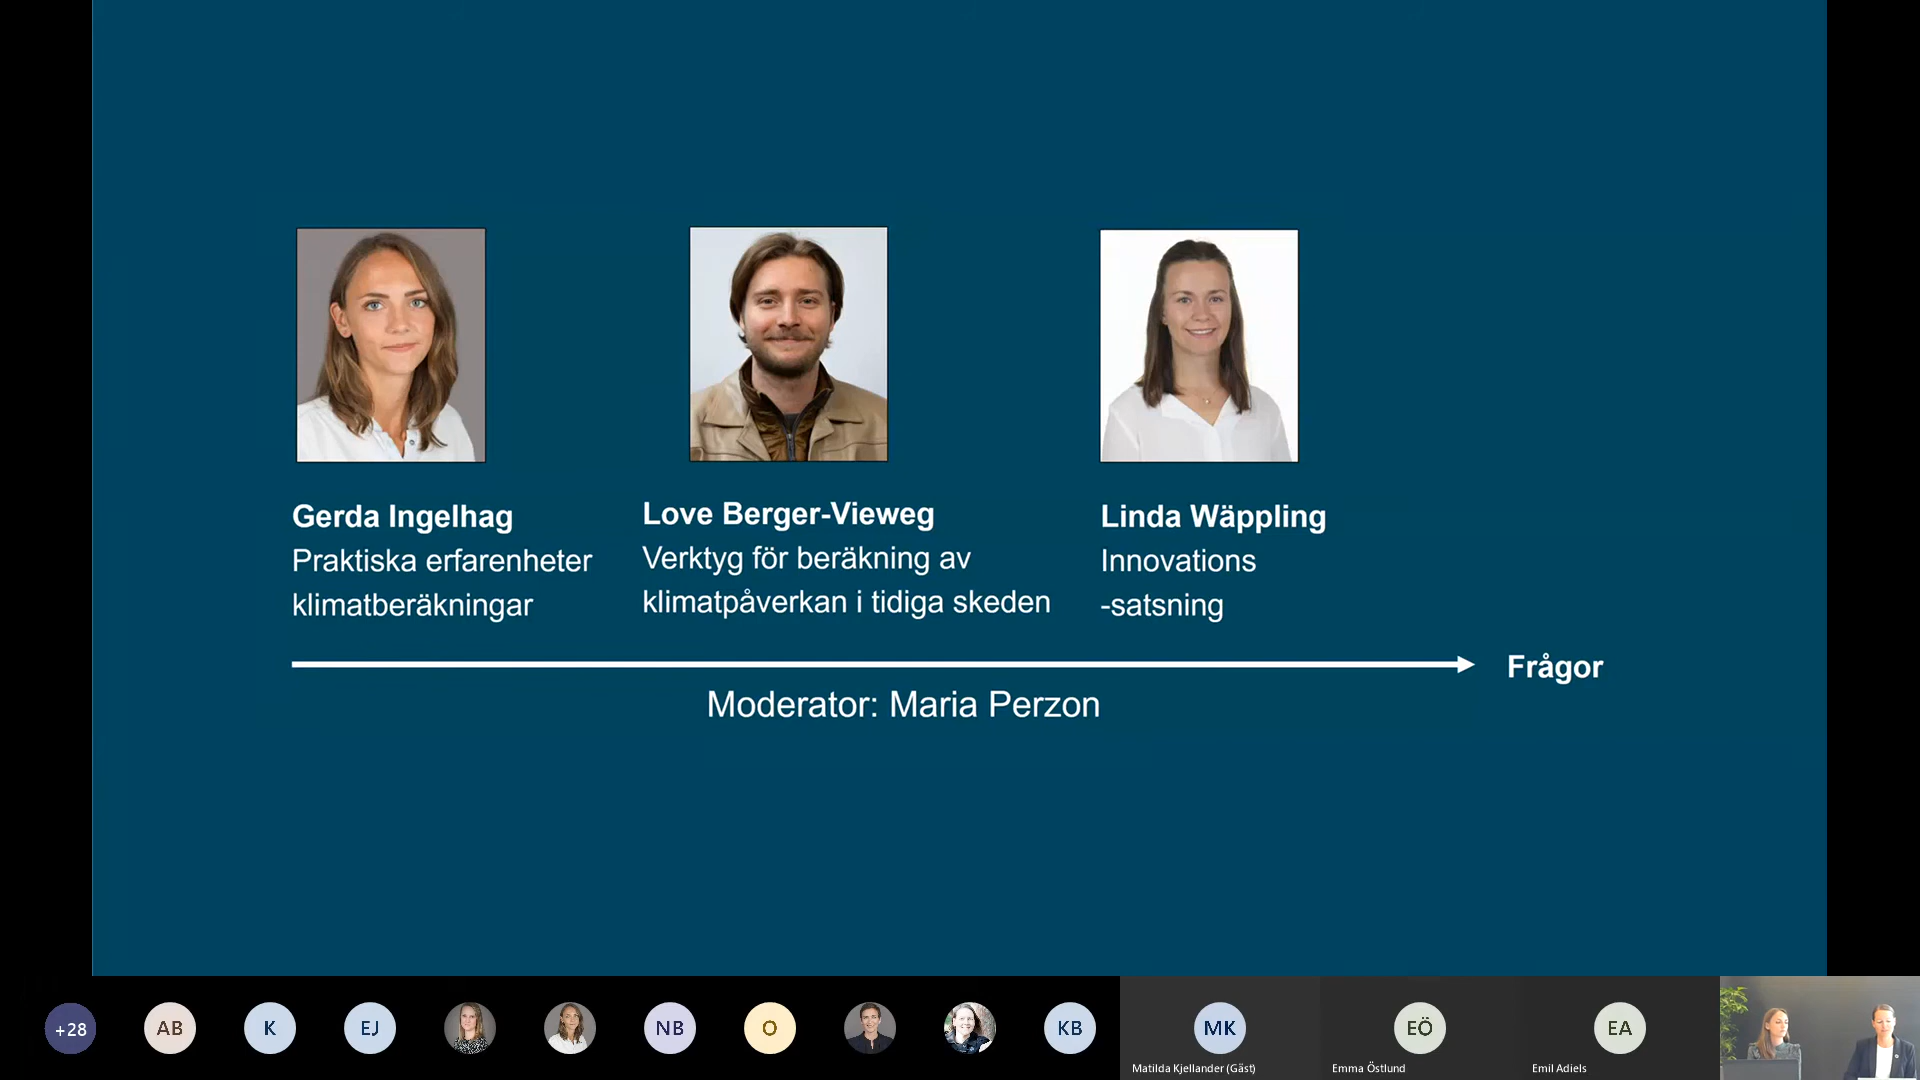 Gerda Ingelhag
Praktiska erfarenheter
klimatberäkningar
Love Berger-Vieweg
Verktyg för beräkning av
klimatpåverkan i tidiga skeden
Linda Wäppling
Innovations
-satsning
Frågor
Moderator: Maria Perzon
+28
AB
K
EJ
NB
O
KB
MK
Matilda Kjellander (Gäst)
EÖ
Emma Östlund
EA
Emil Adiels